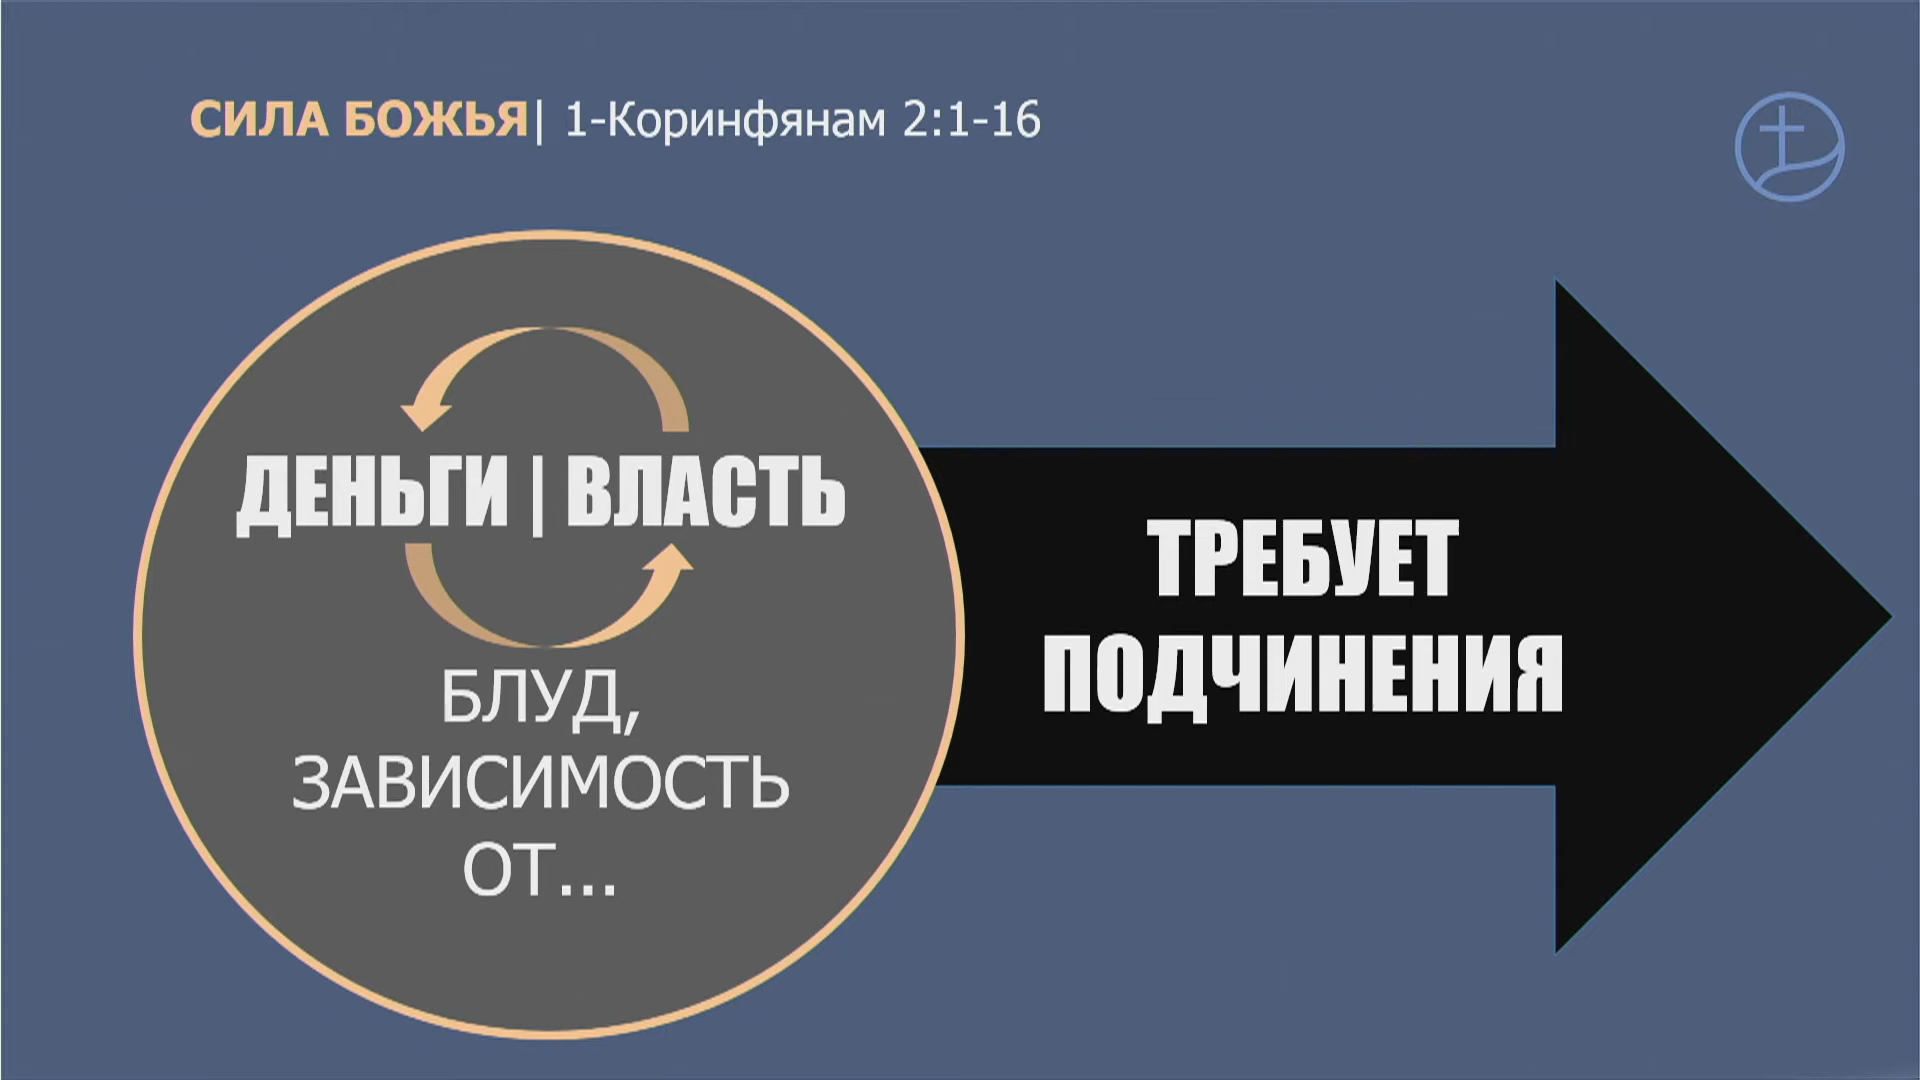 СИЛА БОЖЬЯ| 1-Коринфянам 2:1-16
ДЕНЬГИ | ВЛАСТЬ
БЛУД,
ЗАВИСИМОСТЬ
ОТ...
ТРЕБУЕТ
ПОДЧИНЕНИЯ